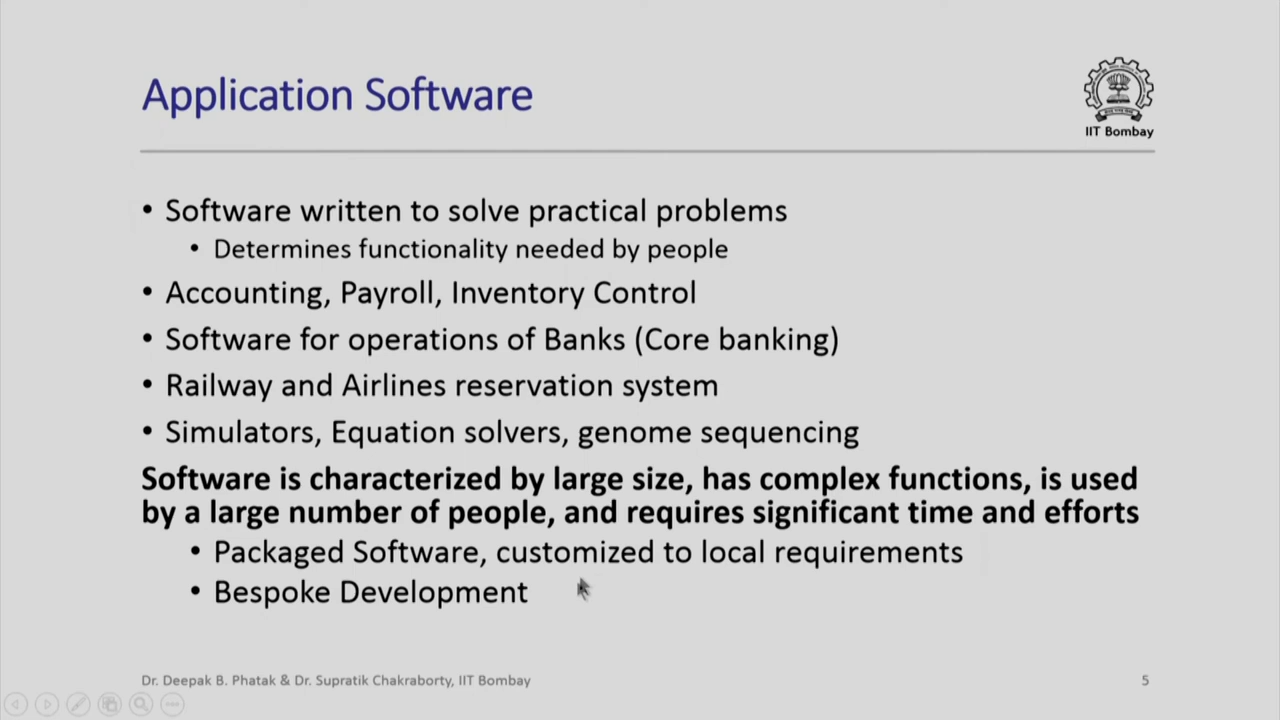 Application Software
IIT Bombay
• Software written to solve practical problems
• Determines functionality needed by people
• Accounting, Payroll, Inventory Control
• Software for operations of Banks (Core banking)
• Railway and Airlines reservation system
• Simulators, Equation solvers, genome sequencing
Software is characterized by large size, has complex functions, is used
by a large number of people, and requires significant time and efforts
• Packaged Software, customized to local requirements
• Bespoke Development
Dr. Deepak B. Phatak & Dr. Supratik Chakraborty, IIT Bombay
5